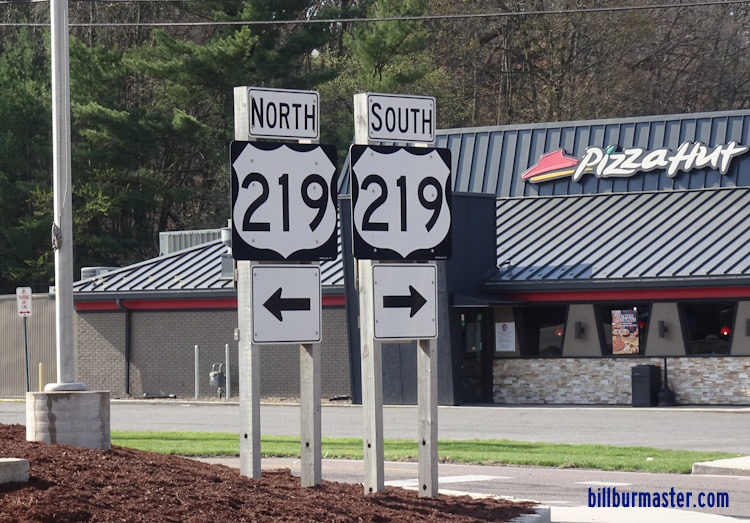 NORTH
SOUTH
219
219
Pizza Hut
billburmaster.com